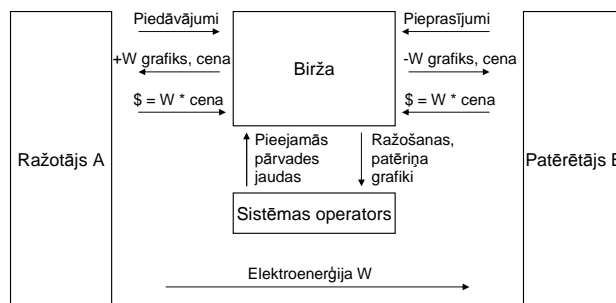 Piedāvājumi
Pieprasījumi
+W grafiks, cena
Birža
-W grafiks, cena
$ = W * cena
$ = W * cena
Ražotājs A
Pieejamās
pārvades
jaudas
Ražošanas,
patēriņa
grafiki
Patērētājs B
Sistēmas operators
Elektroenerģija W